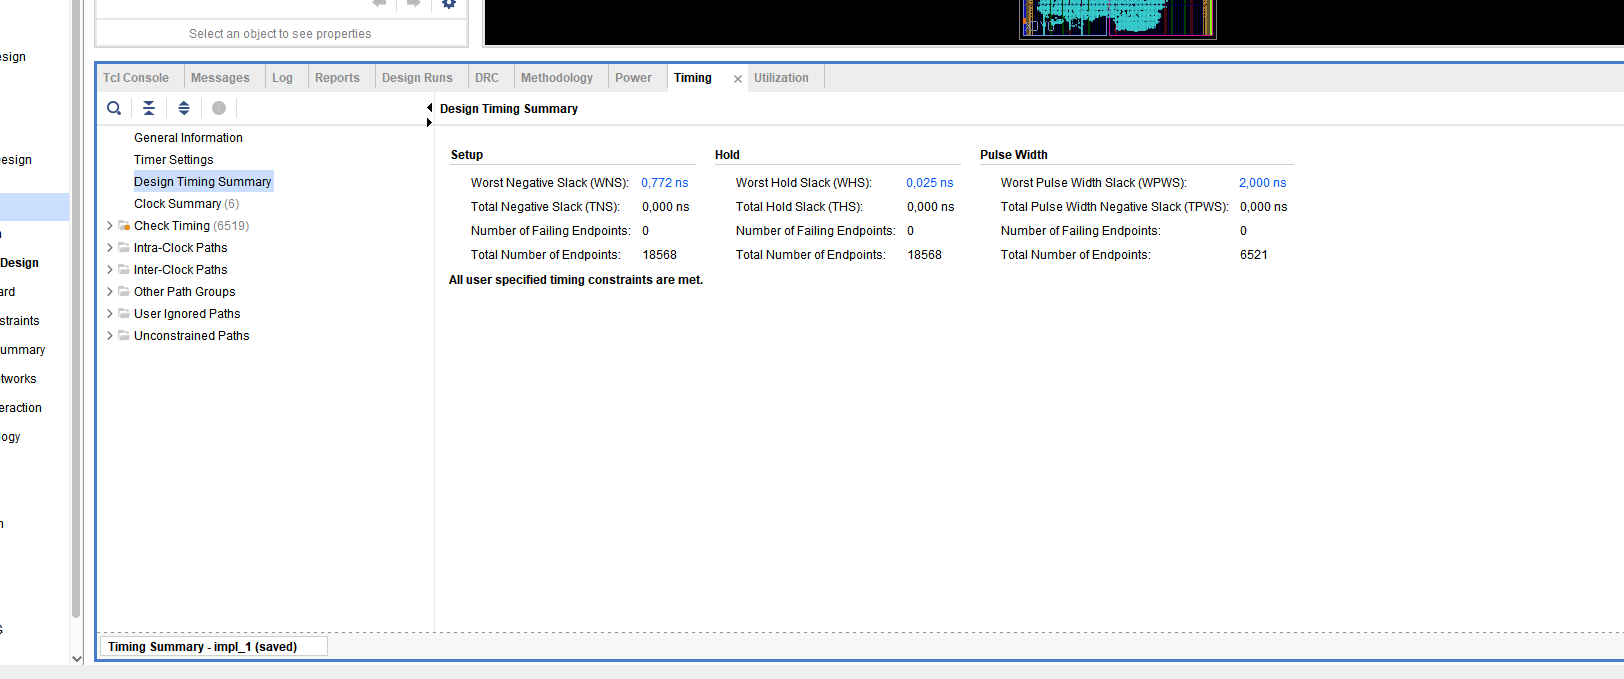 Select an object to see properties
esign
esign
Design
ard
straints
ummary
tworks
eraction
logy
Tcl Console Messages Log Reports Design Runs DRC Methodology Power Timing Utilization
Design Timing Summary
General Information
Timer Settings
Design Timing Summary
Clock Summary (6)
Check Timing (6519)
Intra-Clock Paths
Inter-Clock Paths
Other Path Groups
User Ignored Paths
Unconstrained Paths
Setup Hold Pulse Width
Worst Negative Slack (WNS): 0,772 ns Worst Hold Slack (WHS): 0,025 ns Worst Pulse Width Slack (WPWS): 2,000 ns
Total Negative Slack (TNS): 0,000 ns Total Hold Slack (THS): 0,000 ns Total Pulse Width Negative Slack (TPWS): 0,000 ns
Number of Failing Endpoints: 0 Number of Failing Endpoints: 0 Number of Failing Endpoints: 0
Total Number of Endpoints: 18568 Total Number of Endpoints: 18568 Total Number of Endpoints: 6521
All user specified timing constraints are met.
Timing Summary - impl_1 (saved)